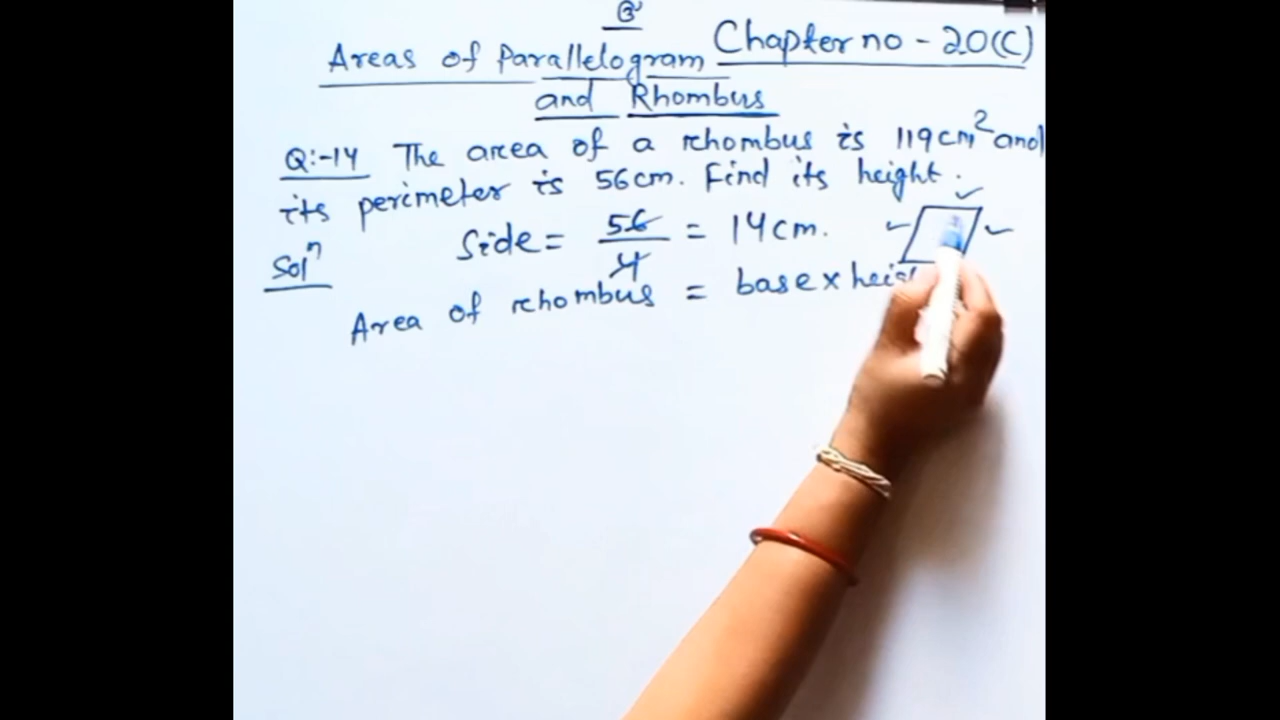 Areas of Parallelogram Chapter no - 20(C)
and Rhombus
Q:-14 The area of a rhombus is 119cm² and
its perimeter is 56cm. Find its height.
Solⁿ Side = 56/4 = 14cm.
Area of rhombus = base×